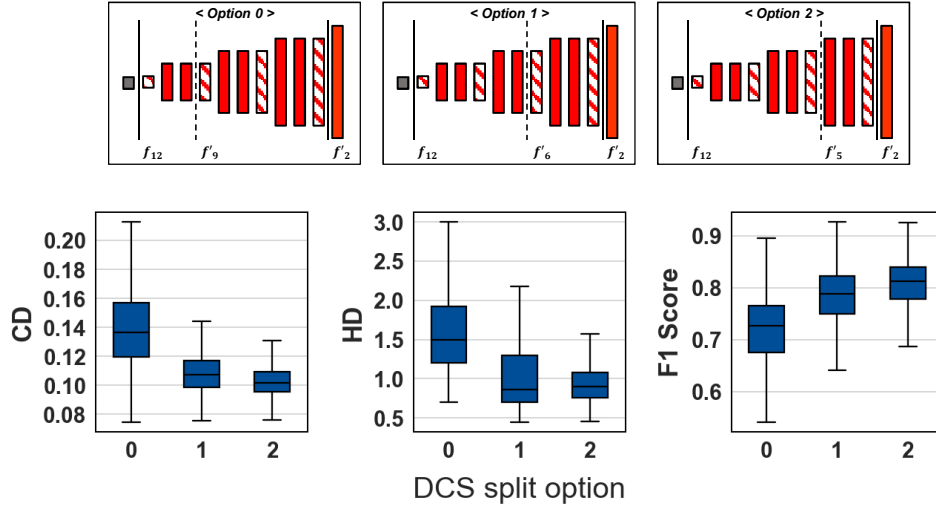 < Option 0 >
f12 f'9 f'2
< Option 1 >
f12 f'6 f'2
< Option 2 >
f12 f'5 f'2
CD
0.20
0.18
0.16
0.14
0.12
0.10
0.08
0 1 2
HD
3.0
2.5
2.0
1.5
1.0
0.5
0 1 2
F1 Score
0.9
0.8
0.7
0.6
0 1 2
DCS split option